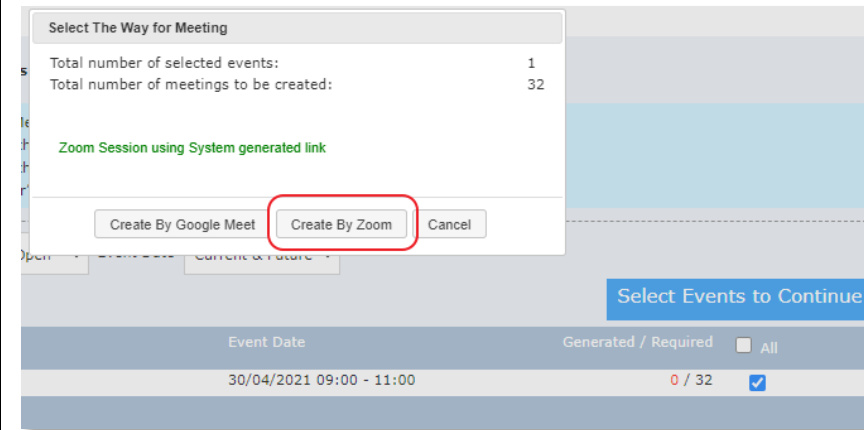 Select The Way for Meeting
Total number of selected events: 1
Total number of meetings to be created: 32
Zoom Session using System generated link
Create By Google Meet Create By Zoom Cancel
Select Events to Continue
Event Date Generated / Required All
30/04/2021 09:00 - 11:00 0 / 32